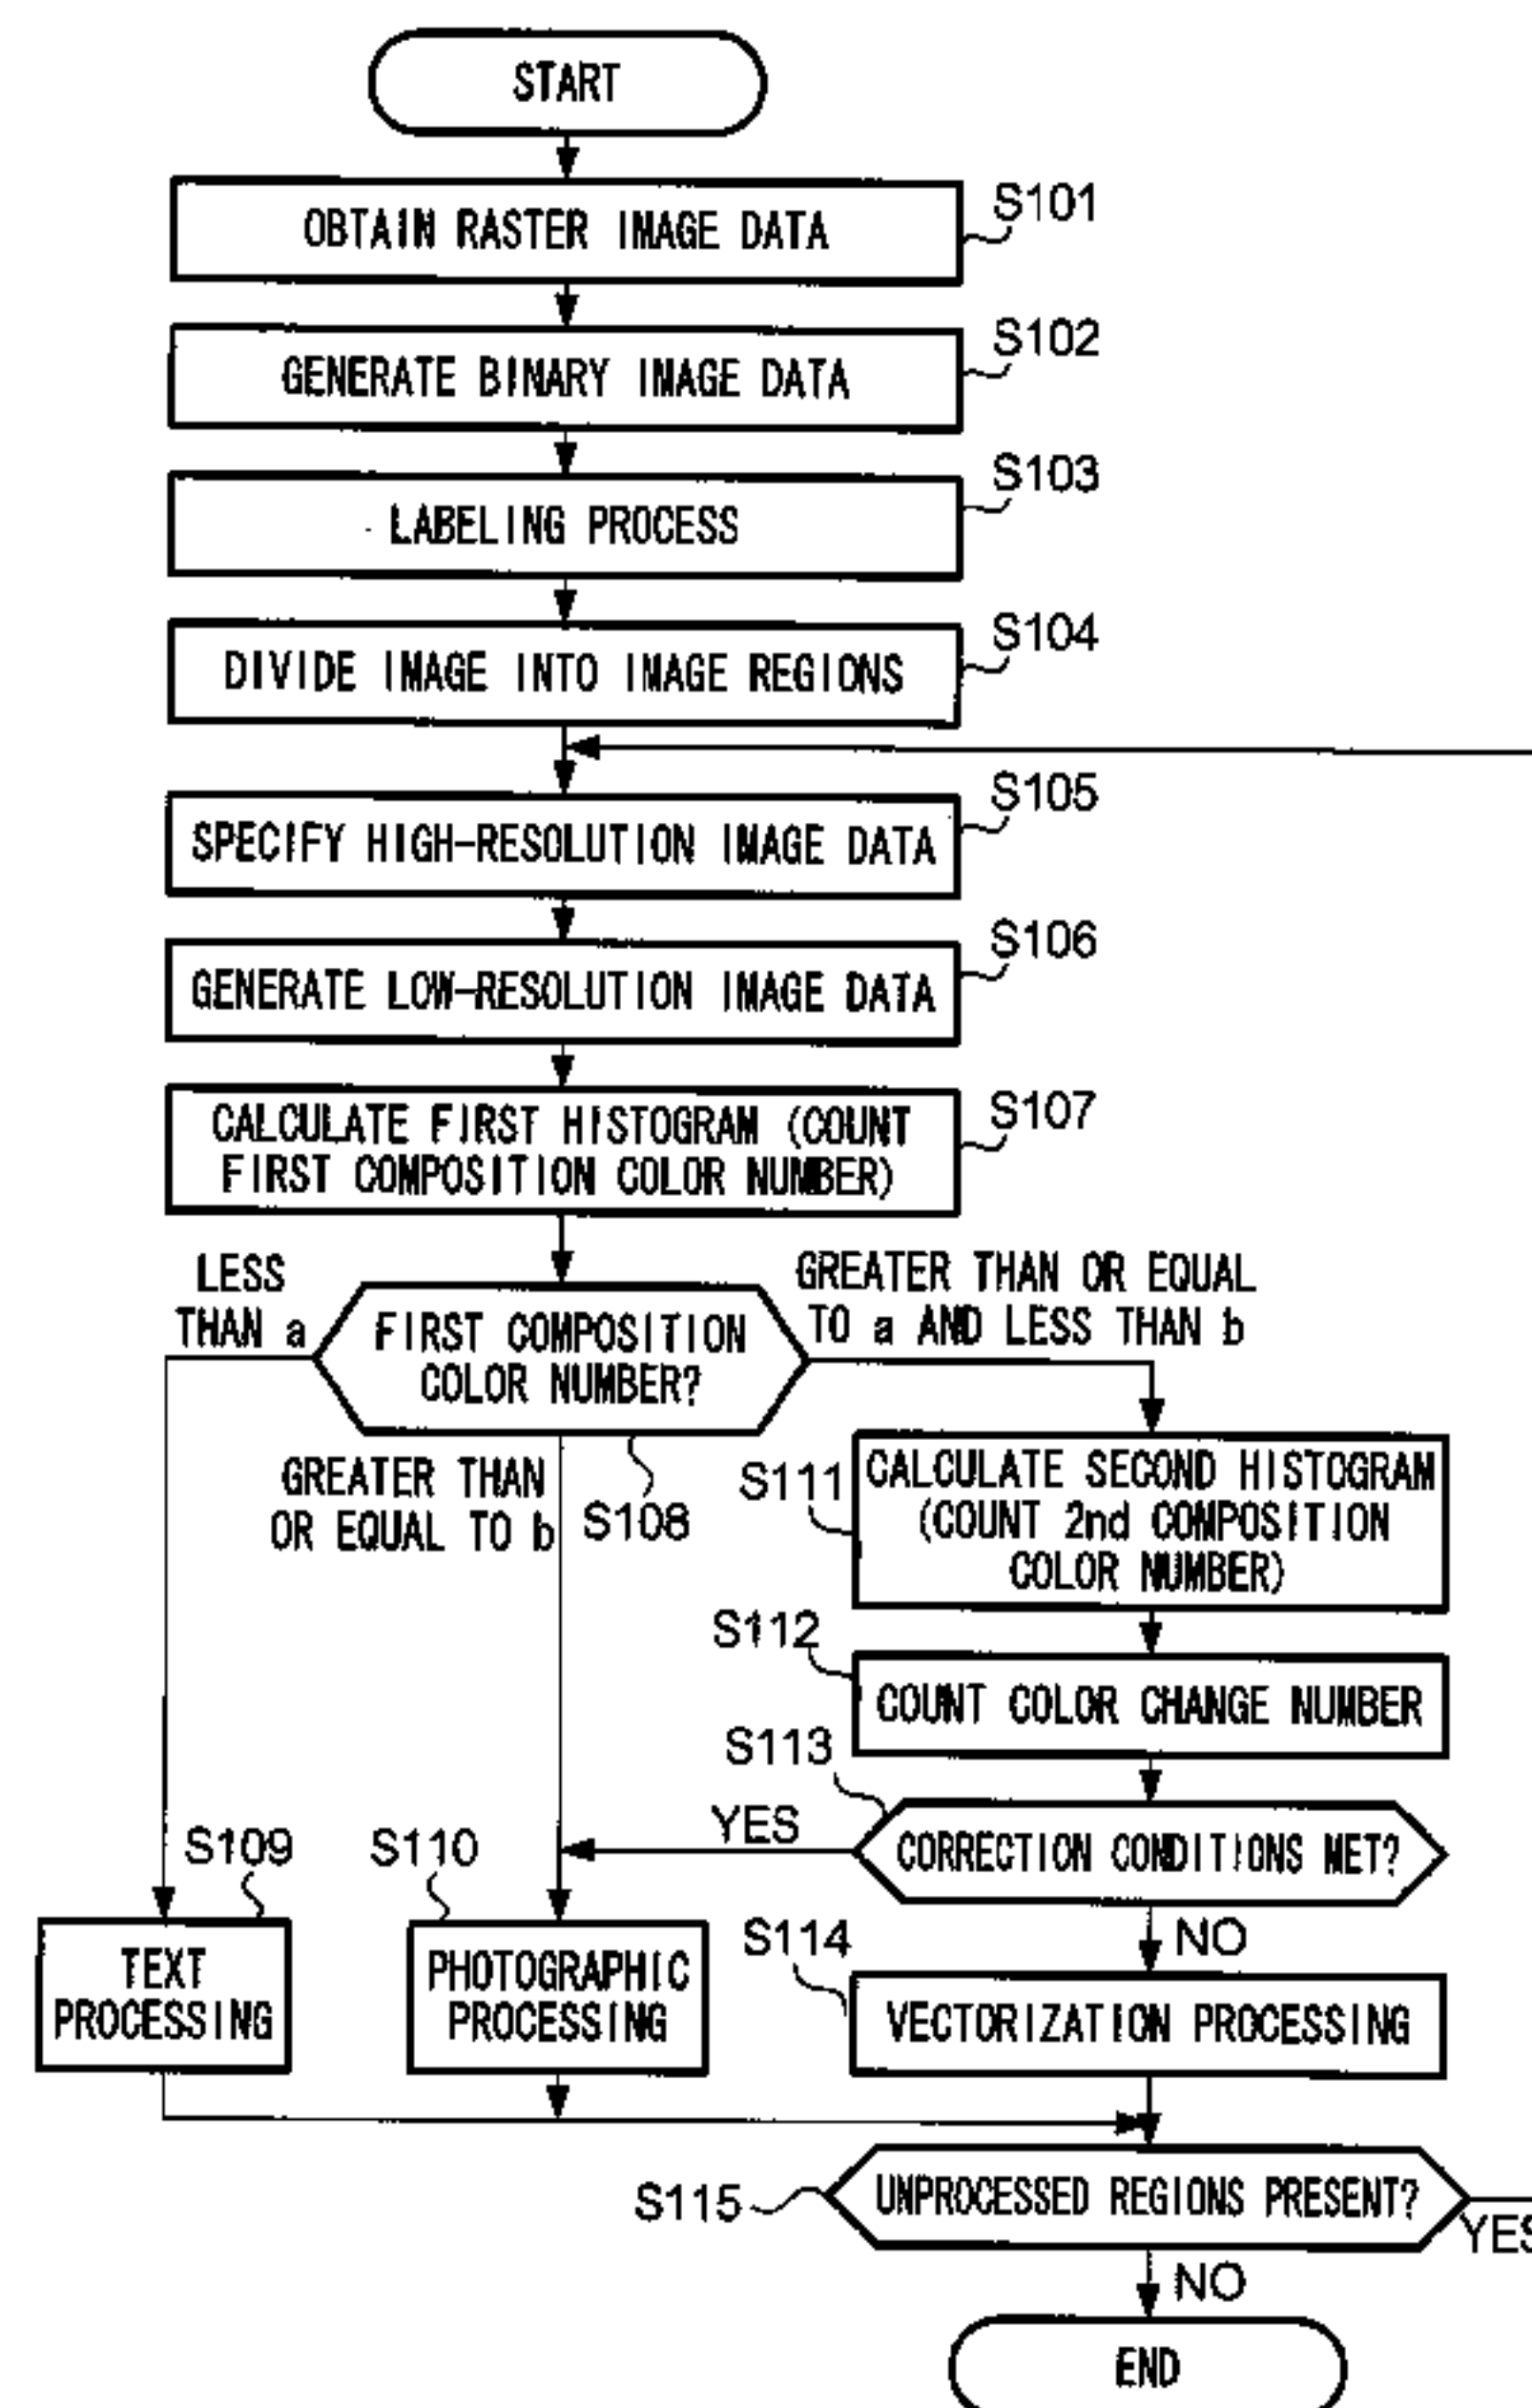 START
OBTAIN RASTER IMAGE DATA
S101
GENERATE BINARY IMAGE DATA
S102
LABELING PROCESS
S103
DIVIDE IMAGE INTO IMAGE REGIONS
S104
SPECIFY HIGH-RESOLUTION IMAGE DATA
S105
GENERATE LOW-RESOLUTION IMAGE DATA
S106
CALCULATE FIRST HISTOGRAM (COUNT
FIRST COMPOSITION COLOR NUMBER)
S107
LESS
THAN a
FIRST COMPOSITION
COLOR NUMBER?
GREATER THAN OR EQUAL
TO a AND LESS THAN b
GREATER THAN
OR EQUAL TO b
S108
S111
CALCULATE SECOND HISTOGRAM
(COUNT 2nd COMPOSITION
COLOR NUMBER)
S112
COUNT COLOR CHANGE NUMBER
S113
YES
CORRECTION CONDITIONS MET?
S109
S110
NO
TEXT
PROCESSING
PHOTOGRAPHIC
PROCESSING
S114
VECTORIZATION PROCESSING
S115
UNPROCESSED REGIONS PRESENT?
YES
NO
END